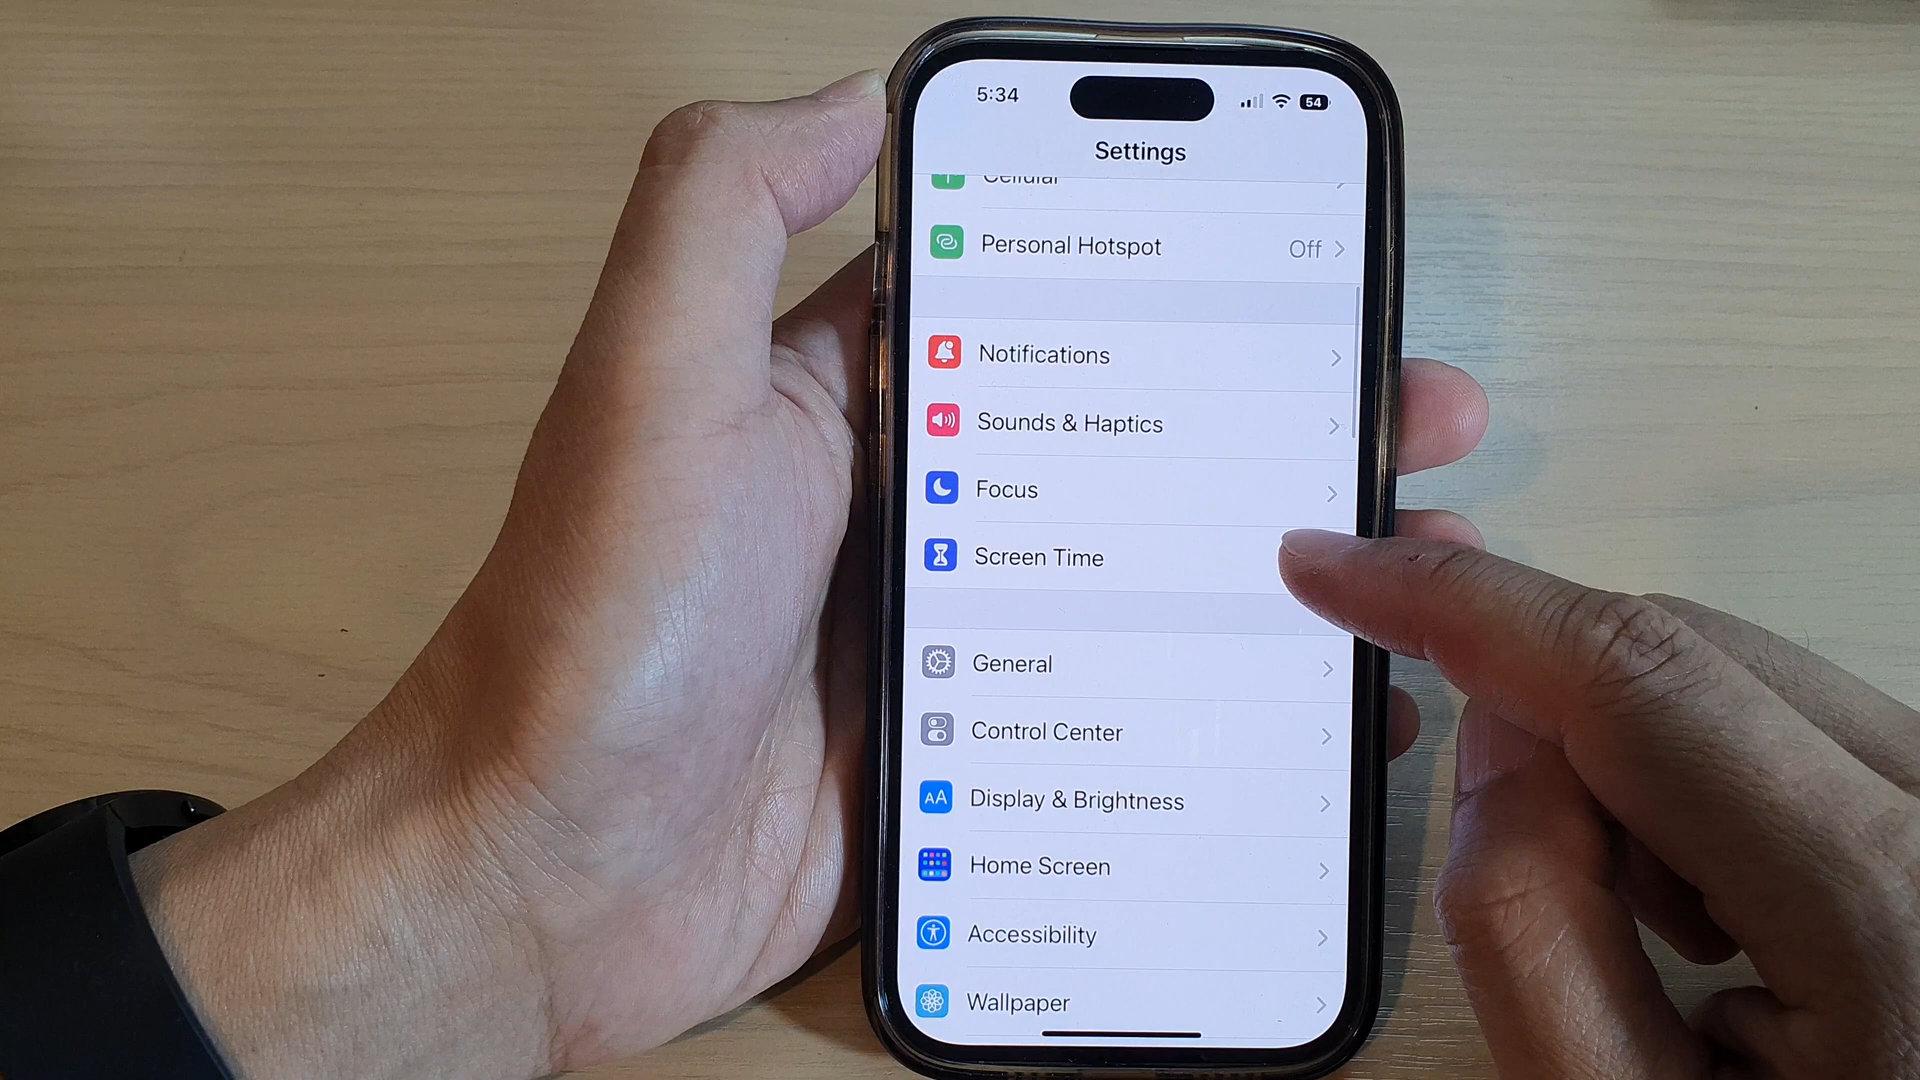 5:34
54
Settings
Cellular
Personal Hotspot Off
Notifications
Sounds & Haptics
Focus
Screen Time
General
Control Center
AA Display & Brightness
Home Screen
Accessibility
Wallpaper